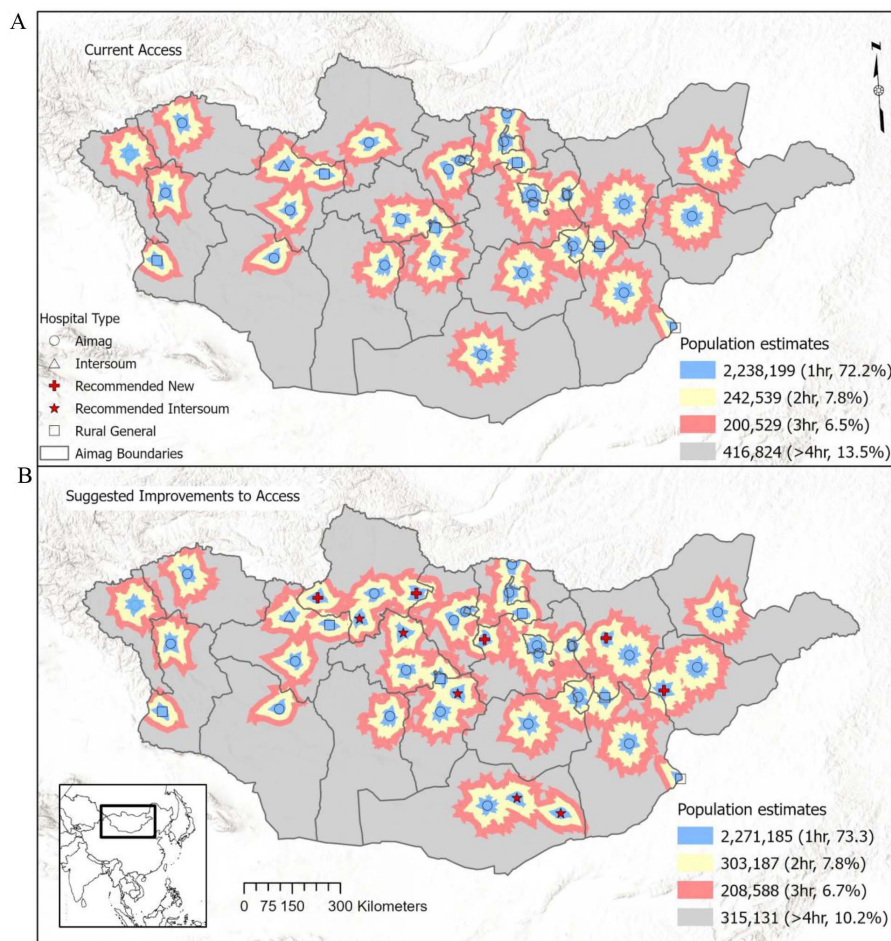 A
Current Access
N
Hospital Type
Aimag
Intersoum
Recommended New
Recommended Intersoum
Rural General
Aimag Boundaries
Population estimates
2,238,199 (1hr, 72.2%)
242,539 (2hr, 7.8%)
200,529 (3hr, 6.5%)
416,824 (>4hr, 13.5%)
B
Suggested Improvements to Access
0 75 150 300 Kilometers
Population estimates
2,271,185 (1hr, 73.3)
303,187 (2hr, 7.8%)
208,588 (3hr, 6.7%)
315,131 (>4hr, 10.2%)